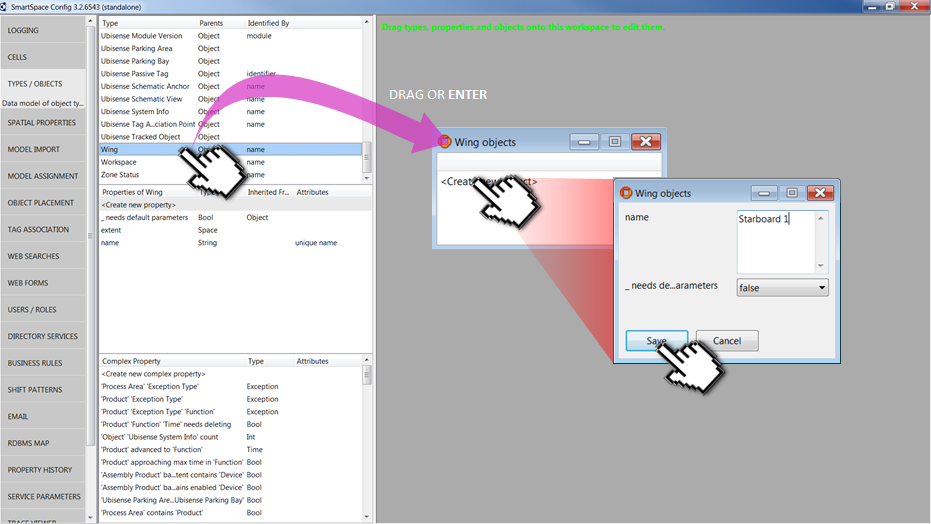 SmartSpace Config 3.2.6543 (standalone)
LOGGING
CELLS
TYPES / OBJECTS
Data model of object ty...
SPATIAL PROPERTIES
MODEL IMPORT
MODEL ASSIGNMENT
OBJECT PLACEMENT
TAG ASSOCIATION
WEB SEARCHES
WEB FORMS
USERS / ROLES
DIRECTORY SERVICES
BUSINESS RULES
SHIFT PATTERNS
EMAIL
RDBMS MAP
PROPERTY HISTORY
SERVICE PARAMETERS
TRACE VIEWER
Type Parents Identified By
Ubisense Module Version Object module
Ubisense Parking Area Object
Ubisense Parking Bay Object
Ubisense Passive Tag Object identifier
Ubisense Schematic Anchor Object name
Ubisense Schematic View Object name
Ubisense System Info Object name
Ubisense Tag A...ciation Point Object name
Ubisense Tracked Object Object
Wing Object name
Workspace name
Zone Status name
Properties of Wing Type Inherited Fr... Attributes
<Create new property>
_ needs default parameters Bool Object
extent Space
name String unique name
Complex Property Type Attributes
<Create new complex property>
'Process Area' 'Exception Type' Exception
'Product' 'Exception Type' Exception
'Product' 'Exception Type' 'Function' Exception
'Product' 'Function' 'Time' needs deleting Bool
'Object' 'Ubisense System Info' count Int
'Product' advanced to 'Function' Time
'Product' approaching max time in 'Function' Bool
'Assembly Product' ba...tent contains 'Device' Bool
'Assembly Product' ba...ains enabled 'Device' Bool
'Ubisense Parking Are...Ubisense Parking Bay' Bool
'Process Area' contains 'Product' Bool
Drag types, properties and objects onto this workspace to edit them.
DRAG OR ENTER
Wing objects
<Create new object>
Wing objects
name Starboard 1
_ needs de...arameters false
Save Cancel